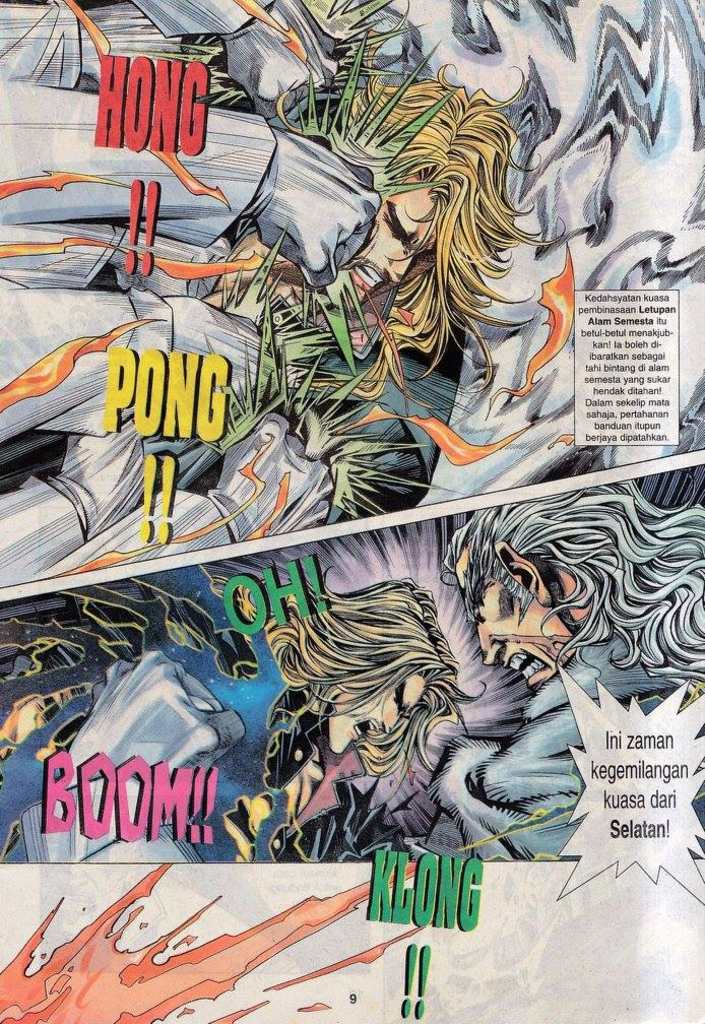 HONG
!!
Kedahsyatan kuasa
pembinasaan Letupan
Alam Semesta itu
betul-betul menakjub-
kan! Ia boleh di-
ibaratkan sebagai
tahi bintang di alam
semesta yang sukar
hendak ditahan!
Dalam sekelip mata
sahaja, pertahanan
banduan itupun
berjaya dipatahkan.
PONG
!!
OH!
Ini zaman
kegemilangan
kuasa dari
Selatan!
BOOM!!
KLONG
!!
9